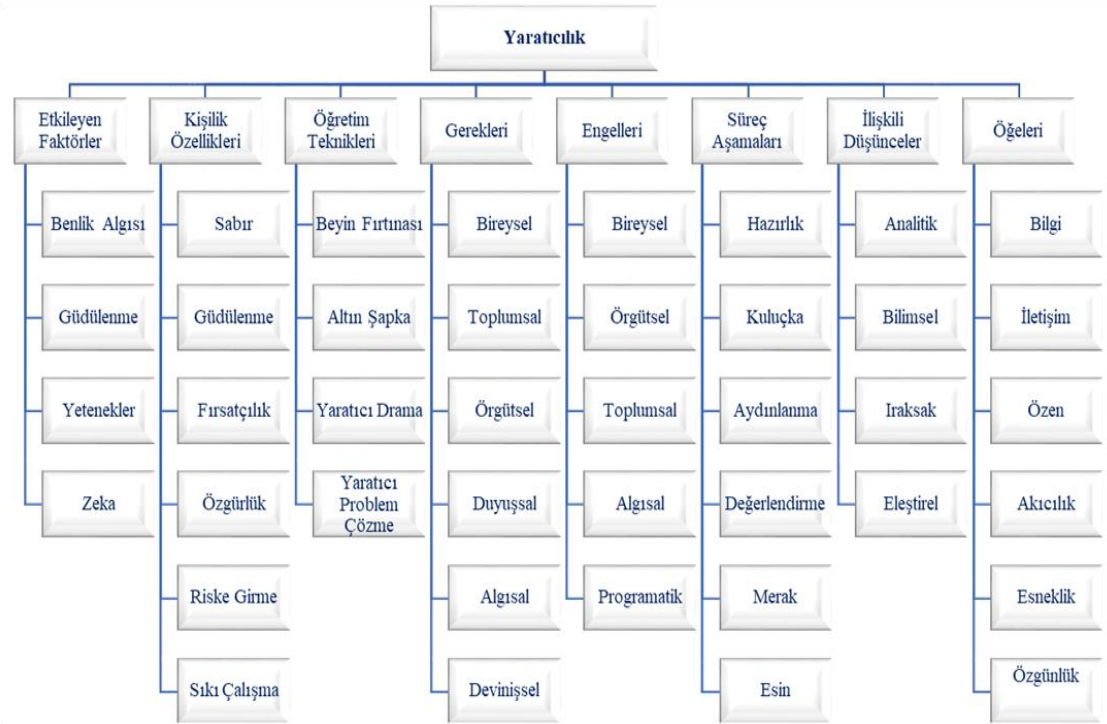 Yaratıcılık
Etkileyen
Faktörler
Benlik Algısı
Güdülenme
Yetenekler
Zeka
Kişilik
Özellikleri
Sabır
Güdülenme
Fırsatçılık
Özgürlük
Riske Girme
Sıkı Çalışma
Öğretim
Teknikleri
Beyin Fırtınası
Altın Şapka
Yaratıcı Drama
Yaratıcı
Problem
Çözme
Gerekleri
Bireysel
Toplumsal
Örgütsel
Duyuşsal
Algısal
Devinişsel
Engelleri
Bireysel
Örgütsel
Toplumsal
Algısal
Programatik
Süreç
Aşamaları
Hazırlık
Kuluçka
Aydınlanma
Değerlendirme
Merak
Esin
İlişkili
Düşünceler
Analitik
Bilimsel
Iraksak
Eleştirel
Öğeleri
Bilgi
İletişim
Özen
Akıcılık
Esneklik
Özgünlük